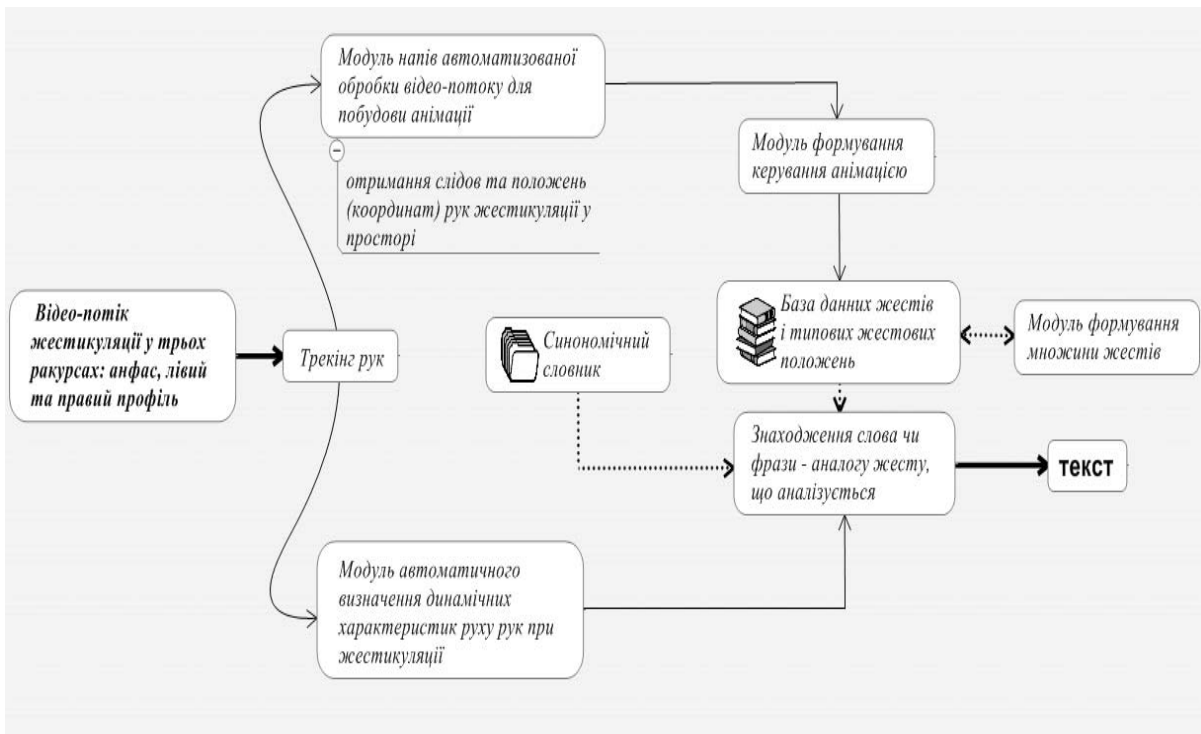 Модуль напів автоматизованої
обробки відео-потоку для
побудови анімації
отримання слідов та положень
(координат) рук жестикуляції у
просторі
Модуль формування
керування анімацією
Відео-потік
жестикуляції у трьох
ракурсах: анфас, лівий
та правий профіль
Трекінг рук
Синономічний
словник
База данних жестів
і типових жестових
положень
Модуль формування
множини жестів
Знаходження слова чи
фрази - аналогу жесту,
що аналізується
текст
Модуль автоматичного
визначення динамічних
характеристик руху рук при
жестикуляції